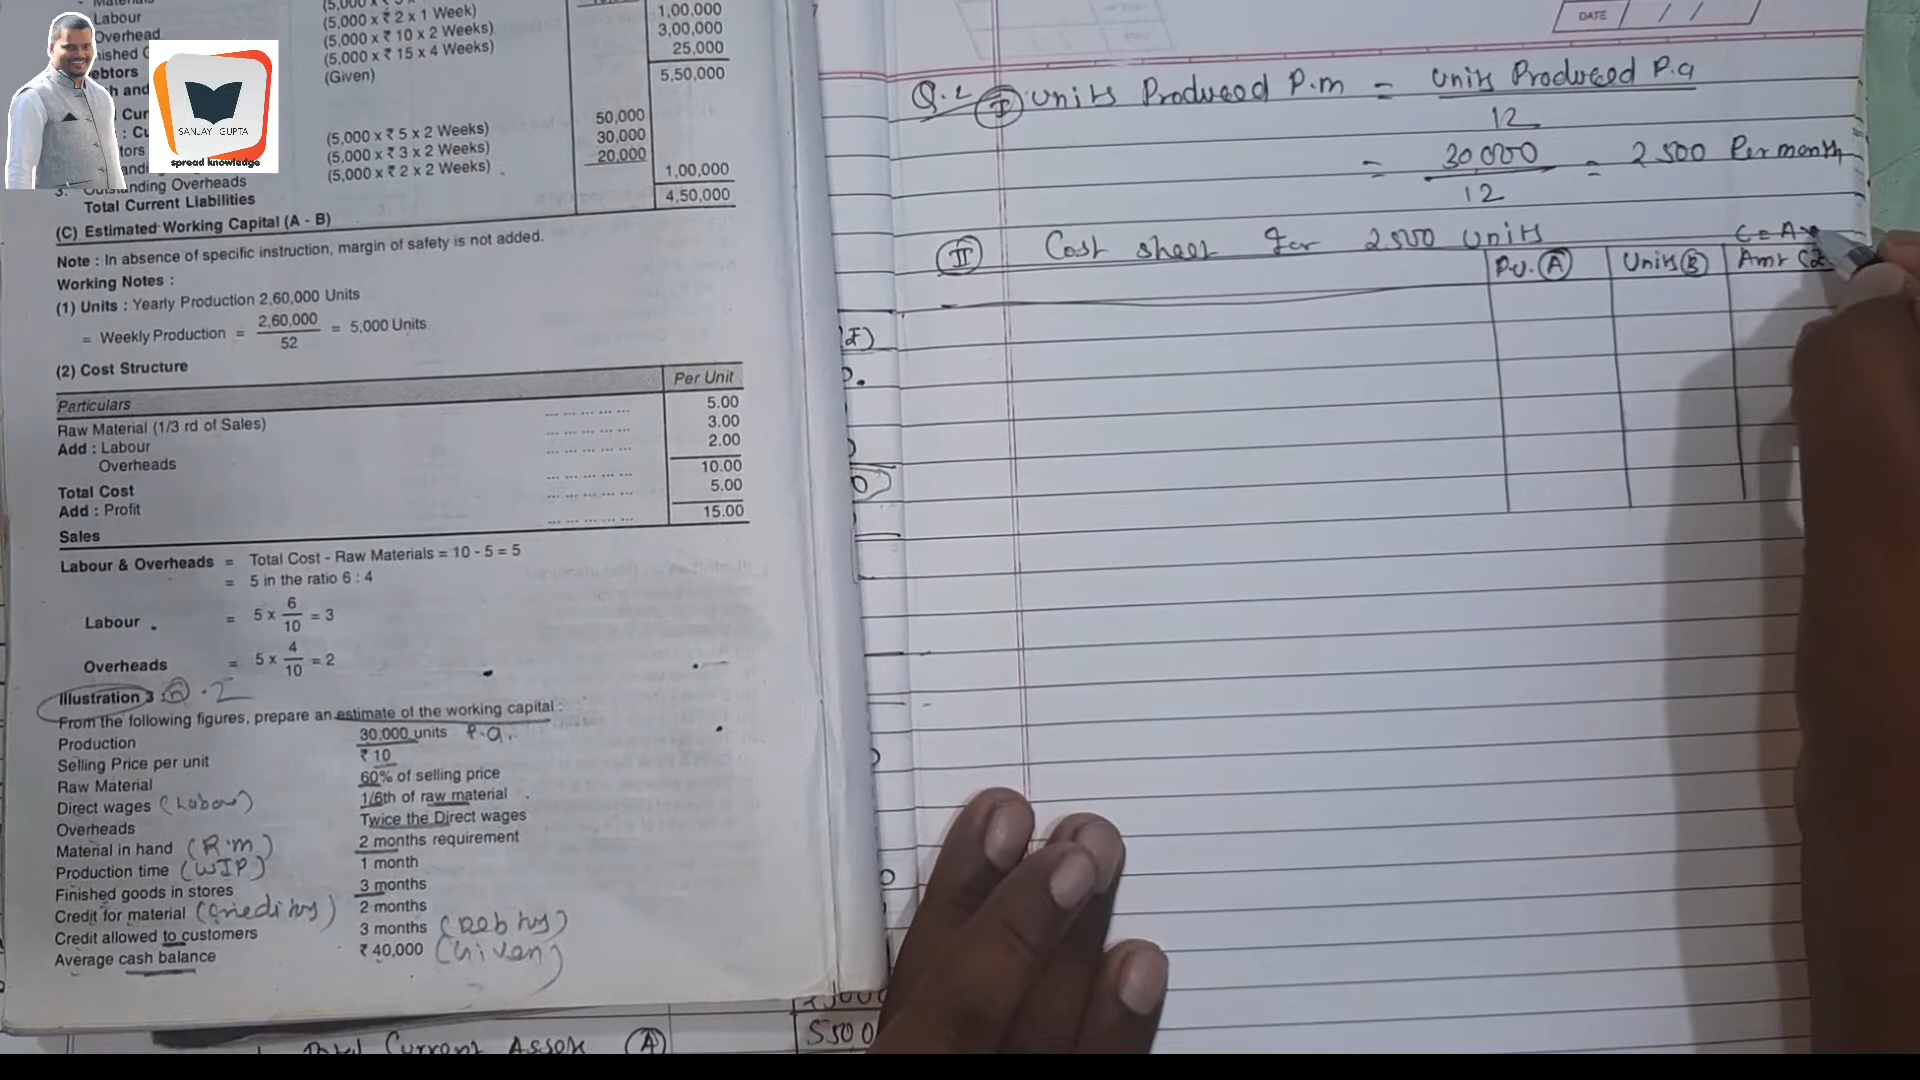 Labour
(5,000 x ₹ 2 x 1 Week)
1,00,000
Overhead
(5,000 x ₹ 10 x 2 Weeks)
3,00,000
(5,000 x ₹ 15 x 4 Weeks)
25,000
(Given)
5,50,000
SANJAY GUPTA
spread knowledge
(5,000 x ₹ 5 x 2 Weeks)
50,000
(5,000 x ₹ 3 x 2 Weeks)
30,000
(5,000 x ₹ 2 x 2 Weeks)
20,000
1,00,000
Outstanding Overheads
Total Current Liabilities
4,50,000
(C) Estimated Working Capital (A - B)
Note : In absence of specific instruction, margin of safety is not added.
Working Notes :
(1) Units : Yearly Production 2,60,000 Units
= Weekly Production = 2,60,000 / 52 = 5,000 Units
(2) Cost Structure
Particulars Per Unit
Raw Material (1/3 rd of Sales) ... ... ... ... ... 5.00
Add : Labour ... ... ... ... ... 3.00
Overheads ... ... ... ... ... 2.00
Total Cost ... ... ... ... ... 10.00
Add : Profit ... ... ... ... ... 5.00
Sales ... ... ... ... ... 15.00
Labour & Overheads = Total Cost - Raw Materials = 10 - 5 = 5
= 5 in the ratio 6 : 4
Labour = 5 x 6/10 = 3
Overheads = 5 x 4/10 = 2
Illustration 3 :
From the following figures, prepare an estimate of the working capital :
Production 30,000 units P.a.
Selling Price per unit ₹ 10
Raw Material 60% of selling price
Direct wages (Labour) 1/6th of raw material
Overheads Twice the Direct wages
Material in hand (R.m) 2 months requirement
Production time (WIP) 1 month
Finished goods in stores 3 months
Credit for material (Creditors) 2 months
Credit allowed to customers 3 months (Debtors)
Average cash balance ₹ 40,000 (Given)
Total Current Assets (A)
5500
DATE / /
Q.2 (I) Units Produced P.m = Units Produced P.a / 12
= 30,000 / 12 = 2500 Per month
(II) Cost sheet for 2500 units
C = A x
P.U. (A) Units (B) Amt (₹)